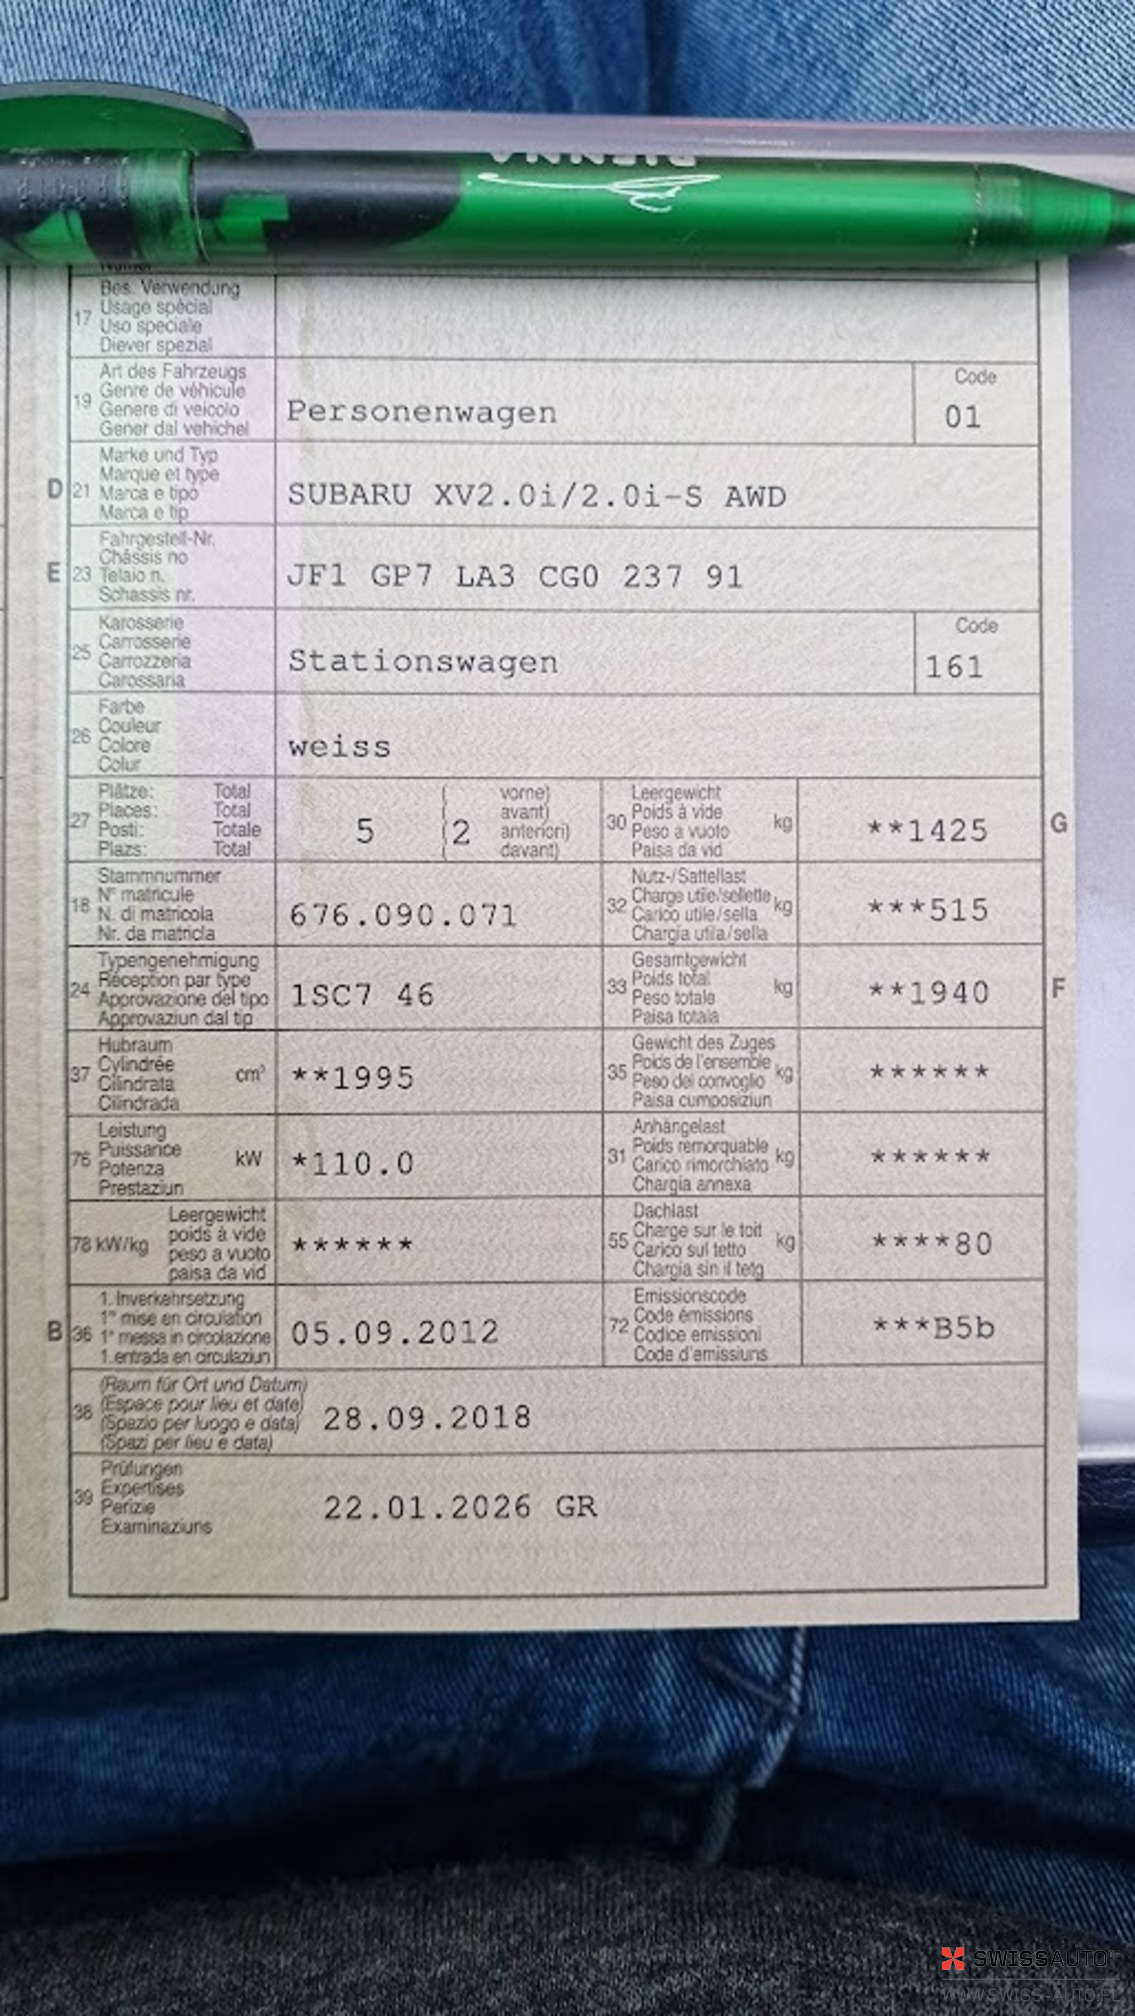 17 Bes. Verwendung
Usage spécial
Uso speciale
Diever spezial
19 Art des Fahrzeugs
Genre de véhicule
Genere di veicolo
Gener dal vehichel
Personenwagen
Code
01
D 21 Marke und Typ
Marque et type
Marca e tipo
Marca e tip
SUBARU XV2.0i/2.0i-S AWD
E 23 Fahrgestell-Nr.
Châssis no
Telaio n.
Schassis nr.
JF1 GP7 LA3 CG0 237 91
25 Karosserie
Carrosserie
Carrozzeria
Carossaria
Stationswagen
Code
161
26 Farbe
Couleur
Colore
Colur
weiss
27 Plätze: Total
Places: Total
Posti: Totale
Plazs: Total
5
( vorne)
( avant)
( 2 anteriori)
( davant)
30 Leergewicht
Poids à vide
Peso a vuoto
Paisa da vid
kg
**1425
G
18 Stammnummer
N° matricule
N. di matricola
Nr. da matricla
676.090.071
32 Nutz-/Sattellast
Charge utile/sellette
Carico utile/sella
Chargia utila/sella
kg
***515
24 Typengenehmigung
Réception par type
Approvazione del tipo
Approvaziun dal tip
1SC7 46
33 Gesamtgewicht
Poids total
Peso totale
Paisa totala
kg
**1940
F
37 Hubraum
Cylindrée
Cilindrata
Cilindrada
cm³
**1995
35 Gewicht des Zuges
Poids de l'ensemble
Peso del convoglio
Paisa cumposiziun
kg
******
76 Leistung
Puissance
Potenza
Prestaziun
kW
*110.0
31 Anhängelast
Poids remorquable
Carico rimorchiato
Chargia annexa
kg
******
78 kW/kg Leergewicht
poids à vide
peso a vuoto
paisa da vid
******
55 Dachlast
Charge sur le toit
Carico sul tetto
Chargia sin il tetg
kg
****80
B 36 1. Inverkehrsetzung
1re mise en circulation
1a messa in circolazione
1. entrada en circulaziun
05.09.2012
72 Emissionscode
Code émissions
Codice emissioni
Code d'emissiuns
***B5b
38 (Raum für Ort und Datum)
(Espace pour lieu et date)
(Spazio per luogo e data)
(Spazi per lieu e data)
28.09.2018
39 Prüfungen
Expertises
Perizie
Examinaziuns
22.01.2026 GR
SWISSAUTO
WWW.SWISS-AUTO.PL